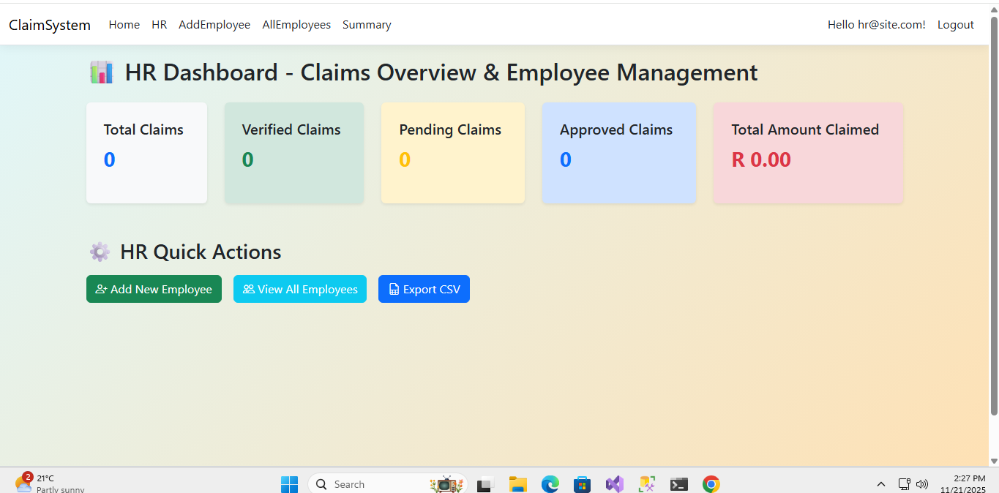 ClaimSystem Home HR AddEmployee AllEmployees Summary Hello hr@site.com! Logout
HR Dashboard - Claims Overview & Employee Management
Total Claims Verified Claims Pending Claims Approved Claims Total Amount Claimed
0 0 0 0 R 0.00
HR Quick Actions
Add New Employee View All Employees Export CSV
2 21°C Search 2:27 PM
Partly sunny 11/21/2025